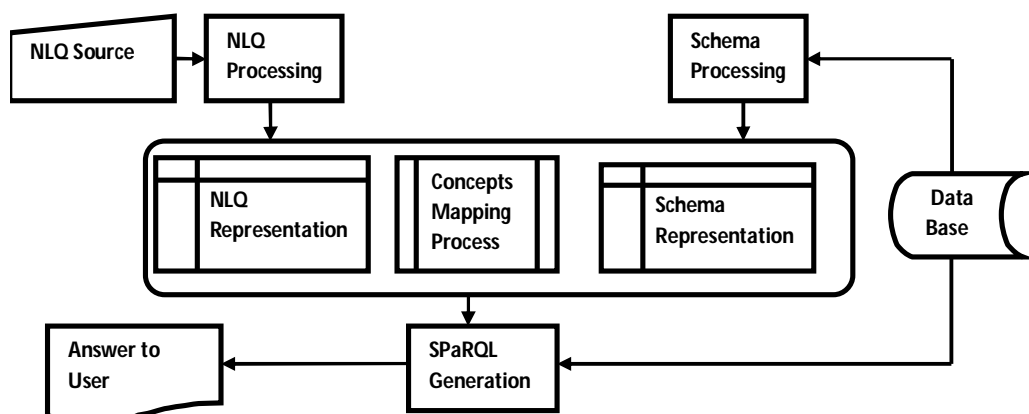 NLQ Source
NLQ
Processing
Schema
Processing
NLQ
Representation
Concepts
Mapping
Process
Schema
Representation
Data
Base
Answer to
User
SPaRQL
Generation